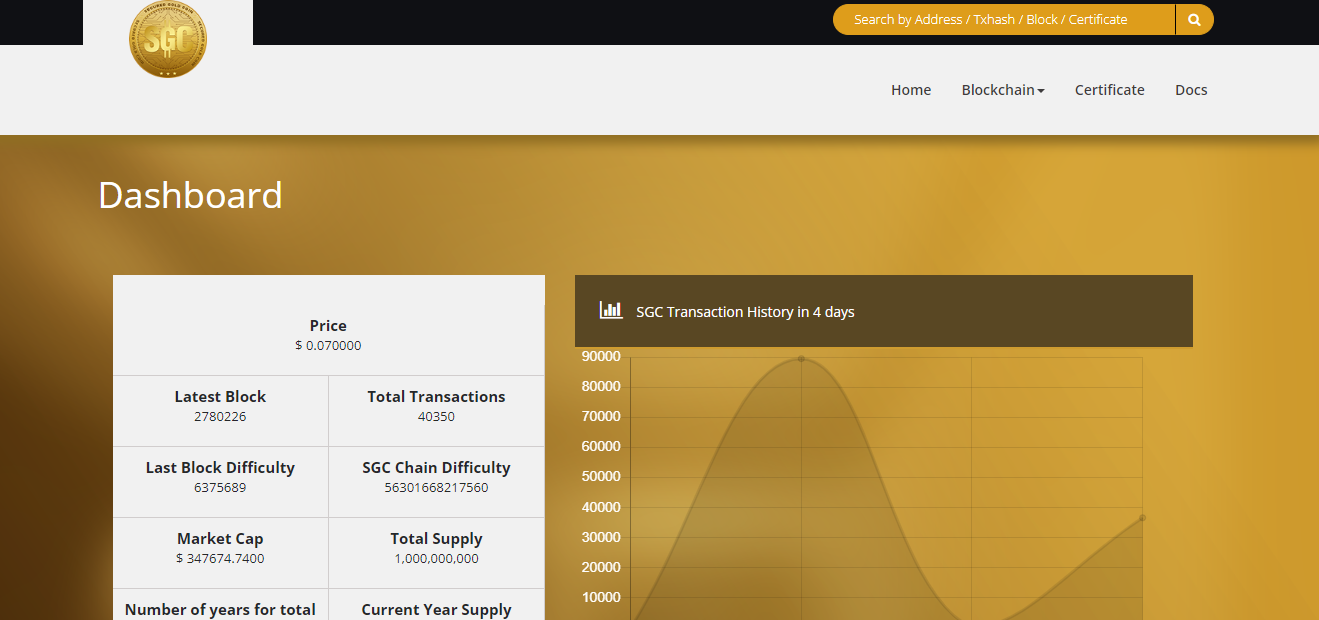 SECURED GOLD COIN
SGC
Search by Address / Txhash / Block / Certificate
Home Blockchain Certificate Docs
Dashboard
Price
$ 0.070000
Latest Block Total Transactions
2780226 40350
Last Block Difficulty SGC Chain Difficulty
6375689 56301668217560
Market Cap Total Supply
$ 347674.7400 1,000,000,000
Number of years for total Current Year Supply
SGC Transaction History in 4 days
90000
80000
70000
60000
50000
40000
30000
20000
10000